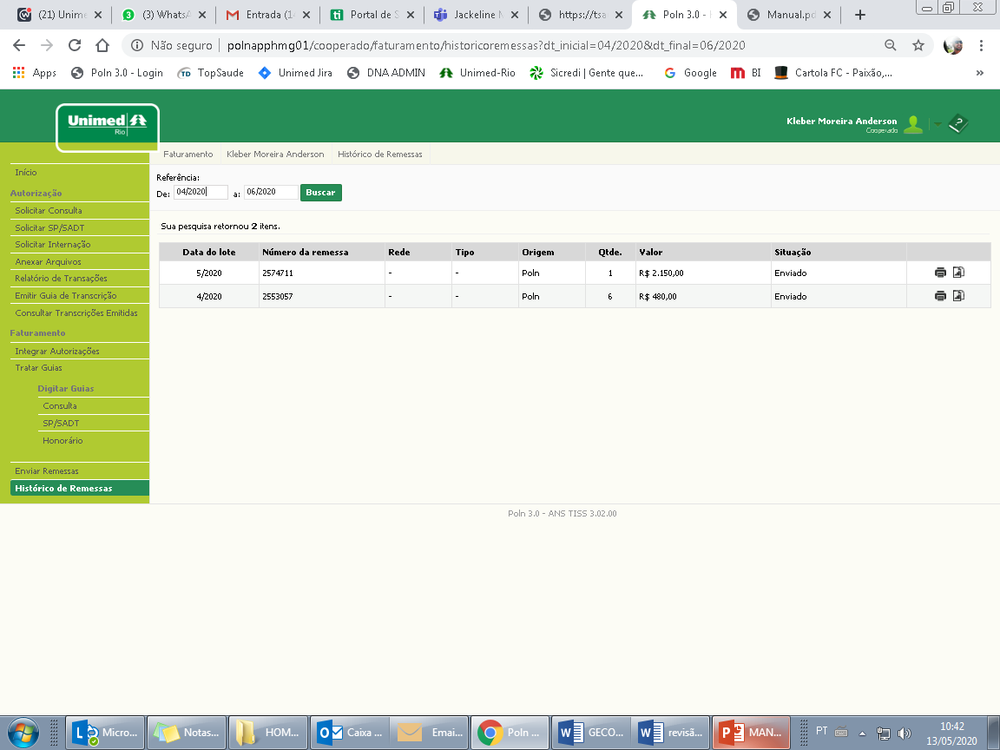 (21) Unime
(3) WhatsA
Entrada (1
Portal de S
Jackeline N
https://tsa
Poln 3.0 -
Manual.pd
Não seguro
polnapphmg01/cooperado/faturamento/historicoremessas?dt_inicial=04/2020&dt_final=06/2020
Apps
Poln 3.0 - Login
TopSaude
Unimed Jira
DNA ADMIN
Unimed-Rio
Sicredi | Gente que...
Google
BI
Cartola FC - Paixão,...
»
Unimed
Rio
Kleber Moreira Anderson
Cooperado
Faturamento
Kleber Moreira Anderson
Histórico de Remessas
Início
Autorização
Solicitar Consulta
Solicitar SP/SADT
Solicitar Internação
Anexar Arquivos
Relatório de Transações
Emitir Guia de Transcrição
Consultar Transcrições Emitidas
Faturamento
Integrar Autorizações
Tratar Guias
Digitar Guias
Consulta
SP/SADT
Honorário
Enviar Remessas
Histórico de Remessas
Referência:
De: 04/2020 a: 06/2020 Buscar
Sua pesquisa retornou 2 itens.
Data do lote Número da remessa Rede Tipo Origem Qtde. Valor Situação
5/2020 2574711 - - Poln 1 R$ 2.150,00 Enviado
4/2020 2553057 - - Poln 6 R$ 480,00 Enviado
Poln 3.0 - ANS TISS 3.02.00
Micro...
Notas...
HOM...
Caixa ...
Emai...
Poln ...
GECO...
revisã...
MAN...
PT
10:42
13/05/2020